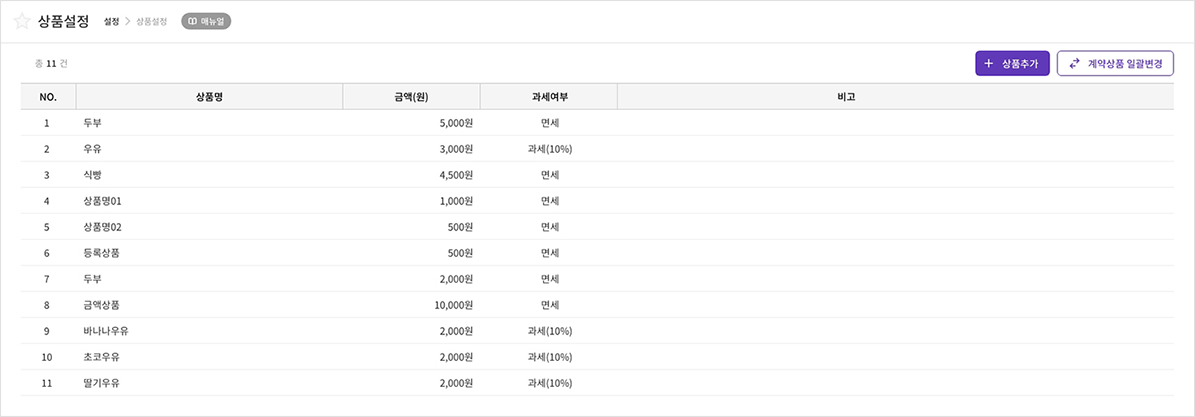 상품설정 설정 > 상품설정 매뉴얼
총 11 건 + 상품추가 계약상품 일괄변경
NO. 상품명 금액(원) 과세여부 비고
1 두부 5,000원 면세
2 우유 3,000원 과세(10%)
3 식빵 4,500원 면세
4 상품명01 1,000원 면세
5 상품명02 500원 면세
6 등록상품 500원 면세
7 두부 2,000원 면세
8 금액상품 10,000원 면세
9 바나나우유 2,000원 과세(10%)
10 초코우유 2,000원 과세(10%)
11 딸기우유 2,000원 과세(10%)